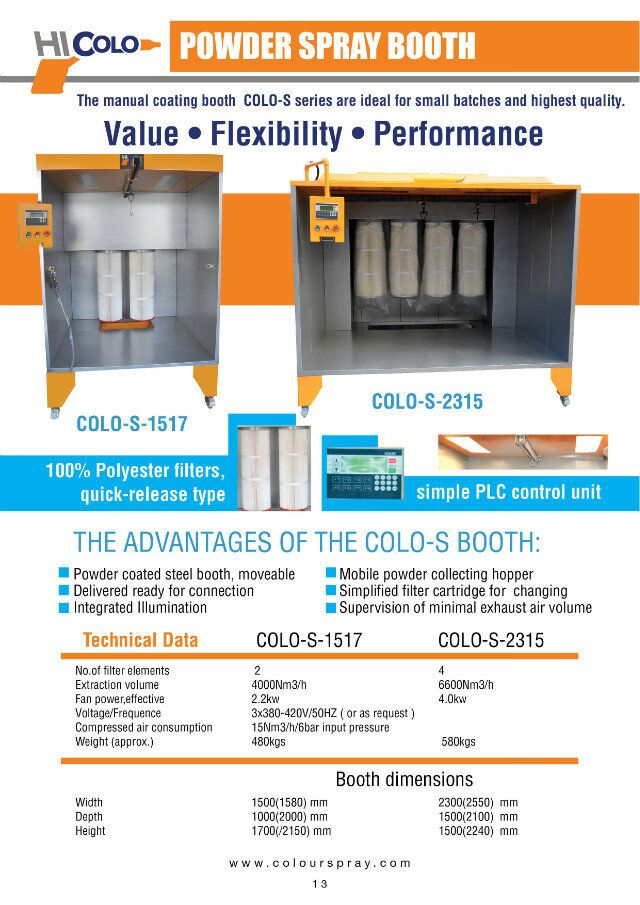 HICOLO
POWDER SPRAY BOOTH
The manual coating booth COLO-S series are ideal for small batches and highest quality.
Value • Flexibility • Performance
COLO-S-1517
COLO-S-2315
100% Polyester filters,
quick-release type
simple PLC control unit
THE ADVANTAGES OF THE COLO-S BOOTH:
Powder coated steel booth, moveable
Delivered ready for connection
Integrated Illumination
Mobile powder collecting hopper
Simplified filter cartridge for changing
Supervision of minimal exhaust air volume
Technical Data COLO-S-1517 COLO-S-2315
No.of filter elements 2 4
Extraction volume 4000Nm3/h 6600Nm3/h
Fan power,effective 2.2kw 4.0kw
Voltage/Frequence 3x380-420V/50HZ ( or as request )
Compressed air consumption 15Nm3/h/6bar input pressure
Weight (approx.) 480kgs 580kgs
Booth dimensions
Width 1500(1580) mm 2300(2550) mm
Depth 1000(2000) mm 1500(2100) mm
Height 1700(/2150) mm 1500(2240) mm
www.colourspray.com
13